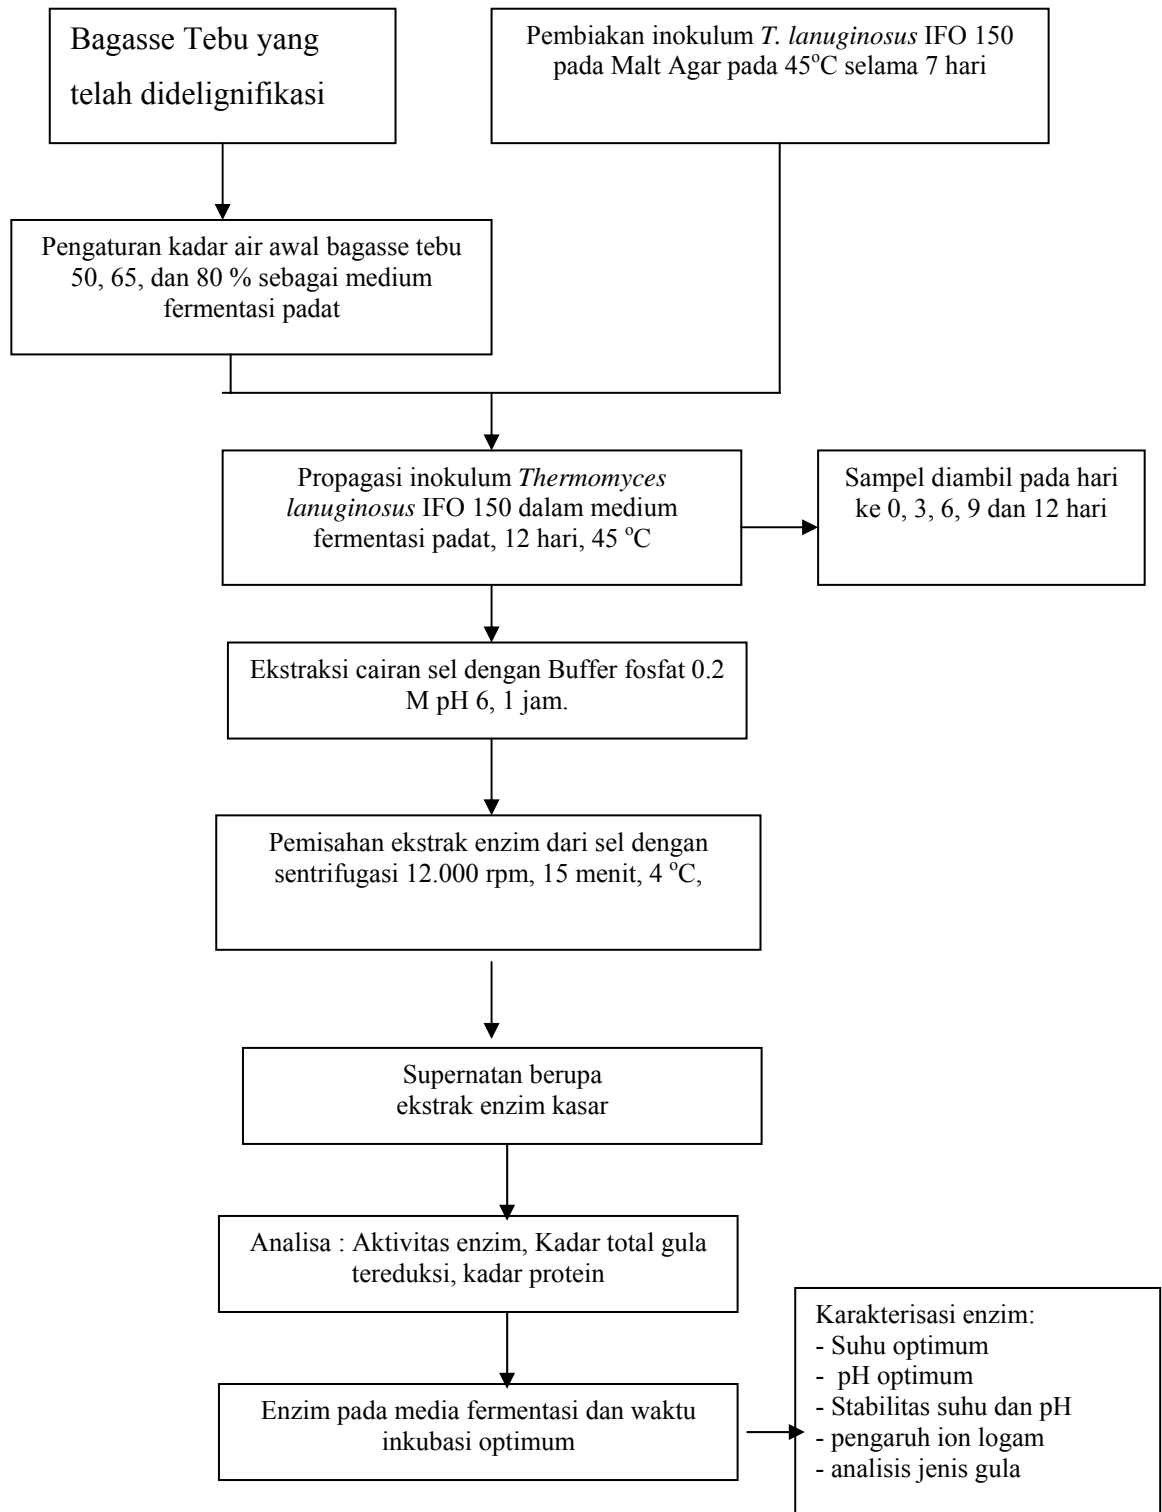 Bagasse Tebu yang
telah didelignifikasi
Pembiakan inokulum T. lanuginosus IFO 150
pada Malt Agar pada 45°C selama 7 hari
Pengaturan kadar air awal bagasse tebu
50, 65, dan 80 % sebagai medium
fermentasi padat
Propagasi inokulum Thermomyces
lanuginosus IFO 150 dalam medium
fermentasi padat, 12 hari, 45 °C
Sampel diambil pada hari
ke 0, 3, 6, 9 dan 12 hari
Ekstraksi cairan sel dengan Buffer fosfat 0.2
M pH 6, 1 jam.
Pemisahan ekstrak enzim dari sel dengan
sentrifugasi 12.000 rpm, 15 menit, 4 °C,
Supernatan berupa
ekstrak enzim kasar
Analisa : Aktivitas enzim, Kadar total gula
tereduksi, kadar protein
Enzim pada media fermentasi dan waktu
inkubasi optimum
Karakterisasi enzim:
- Suhu optimum
- pH optimum
- Stabilitas suhu dan pH
- pengaruh ion logam
- analisis jenis gula